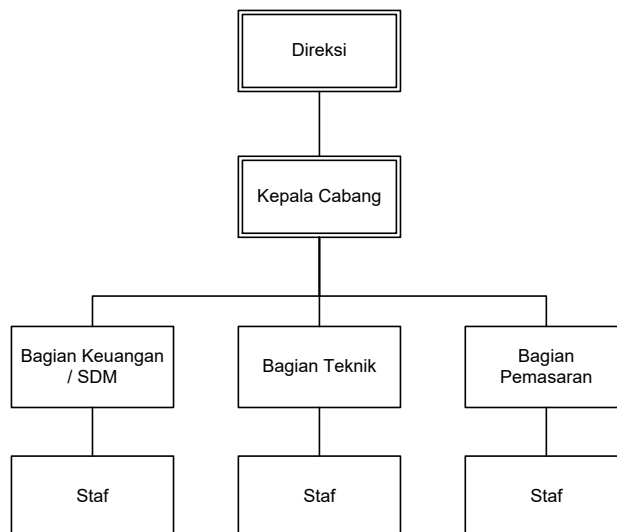 Direksi
Kepala Cabang
Bagian Keuangan
/ SDM
Bagian Teknik
Bagian
Pemasaran
Staf
Staf
Staf